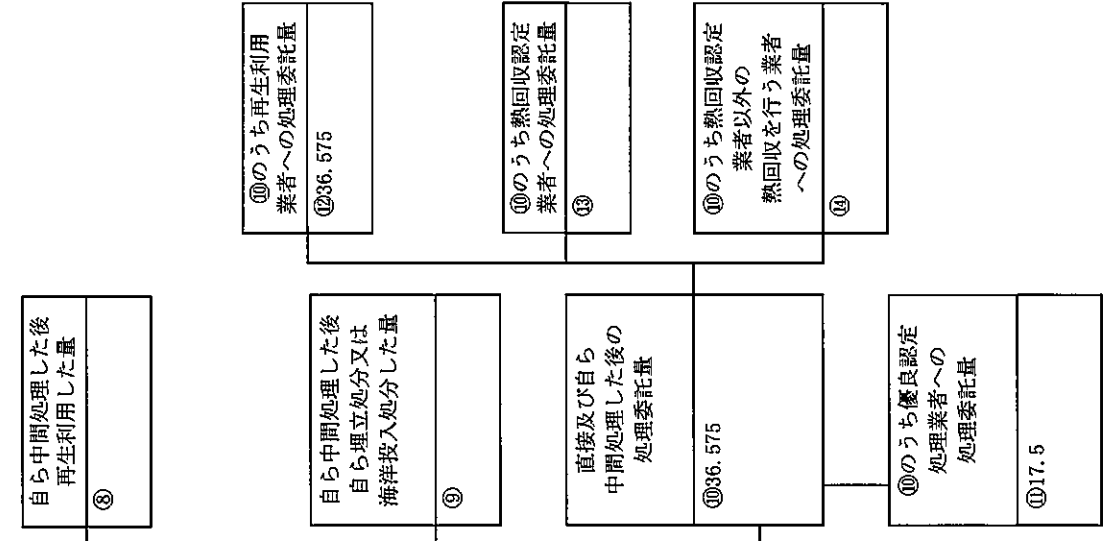 自ら中間処理した後
再生利用した量
⑧
自ら中間処理した後
自ら埋立処分又は
海洋投入処分した量
⑨
直接及び自ら
中間処理した後の
処理委託量
⑩36.575
⑩のうち優良認定
処理業者への
処理委託量
⑪17.5
⑩のうち再生利用
業者への処理委託量
⑫36.575
⑩のうち熱回収認定
業者への処理委託量
⑬
⑩のうち熱回収認定
業者以外の
熱回収を行う業者
への処理委託量
⑭